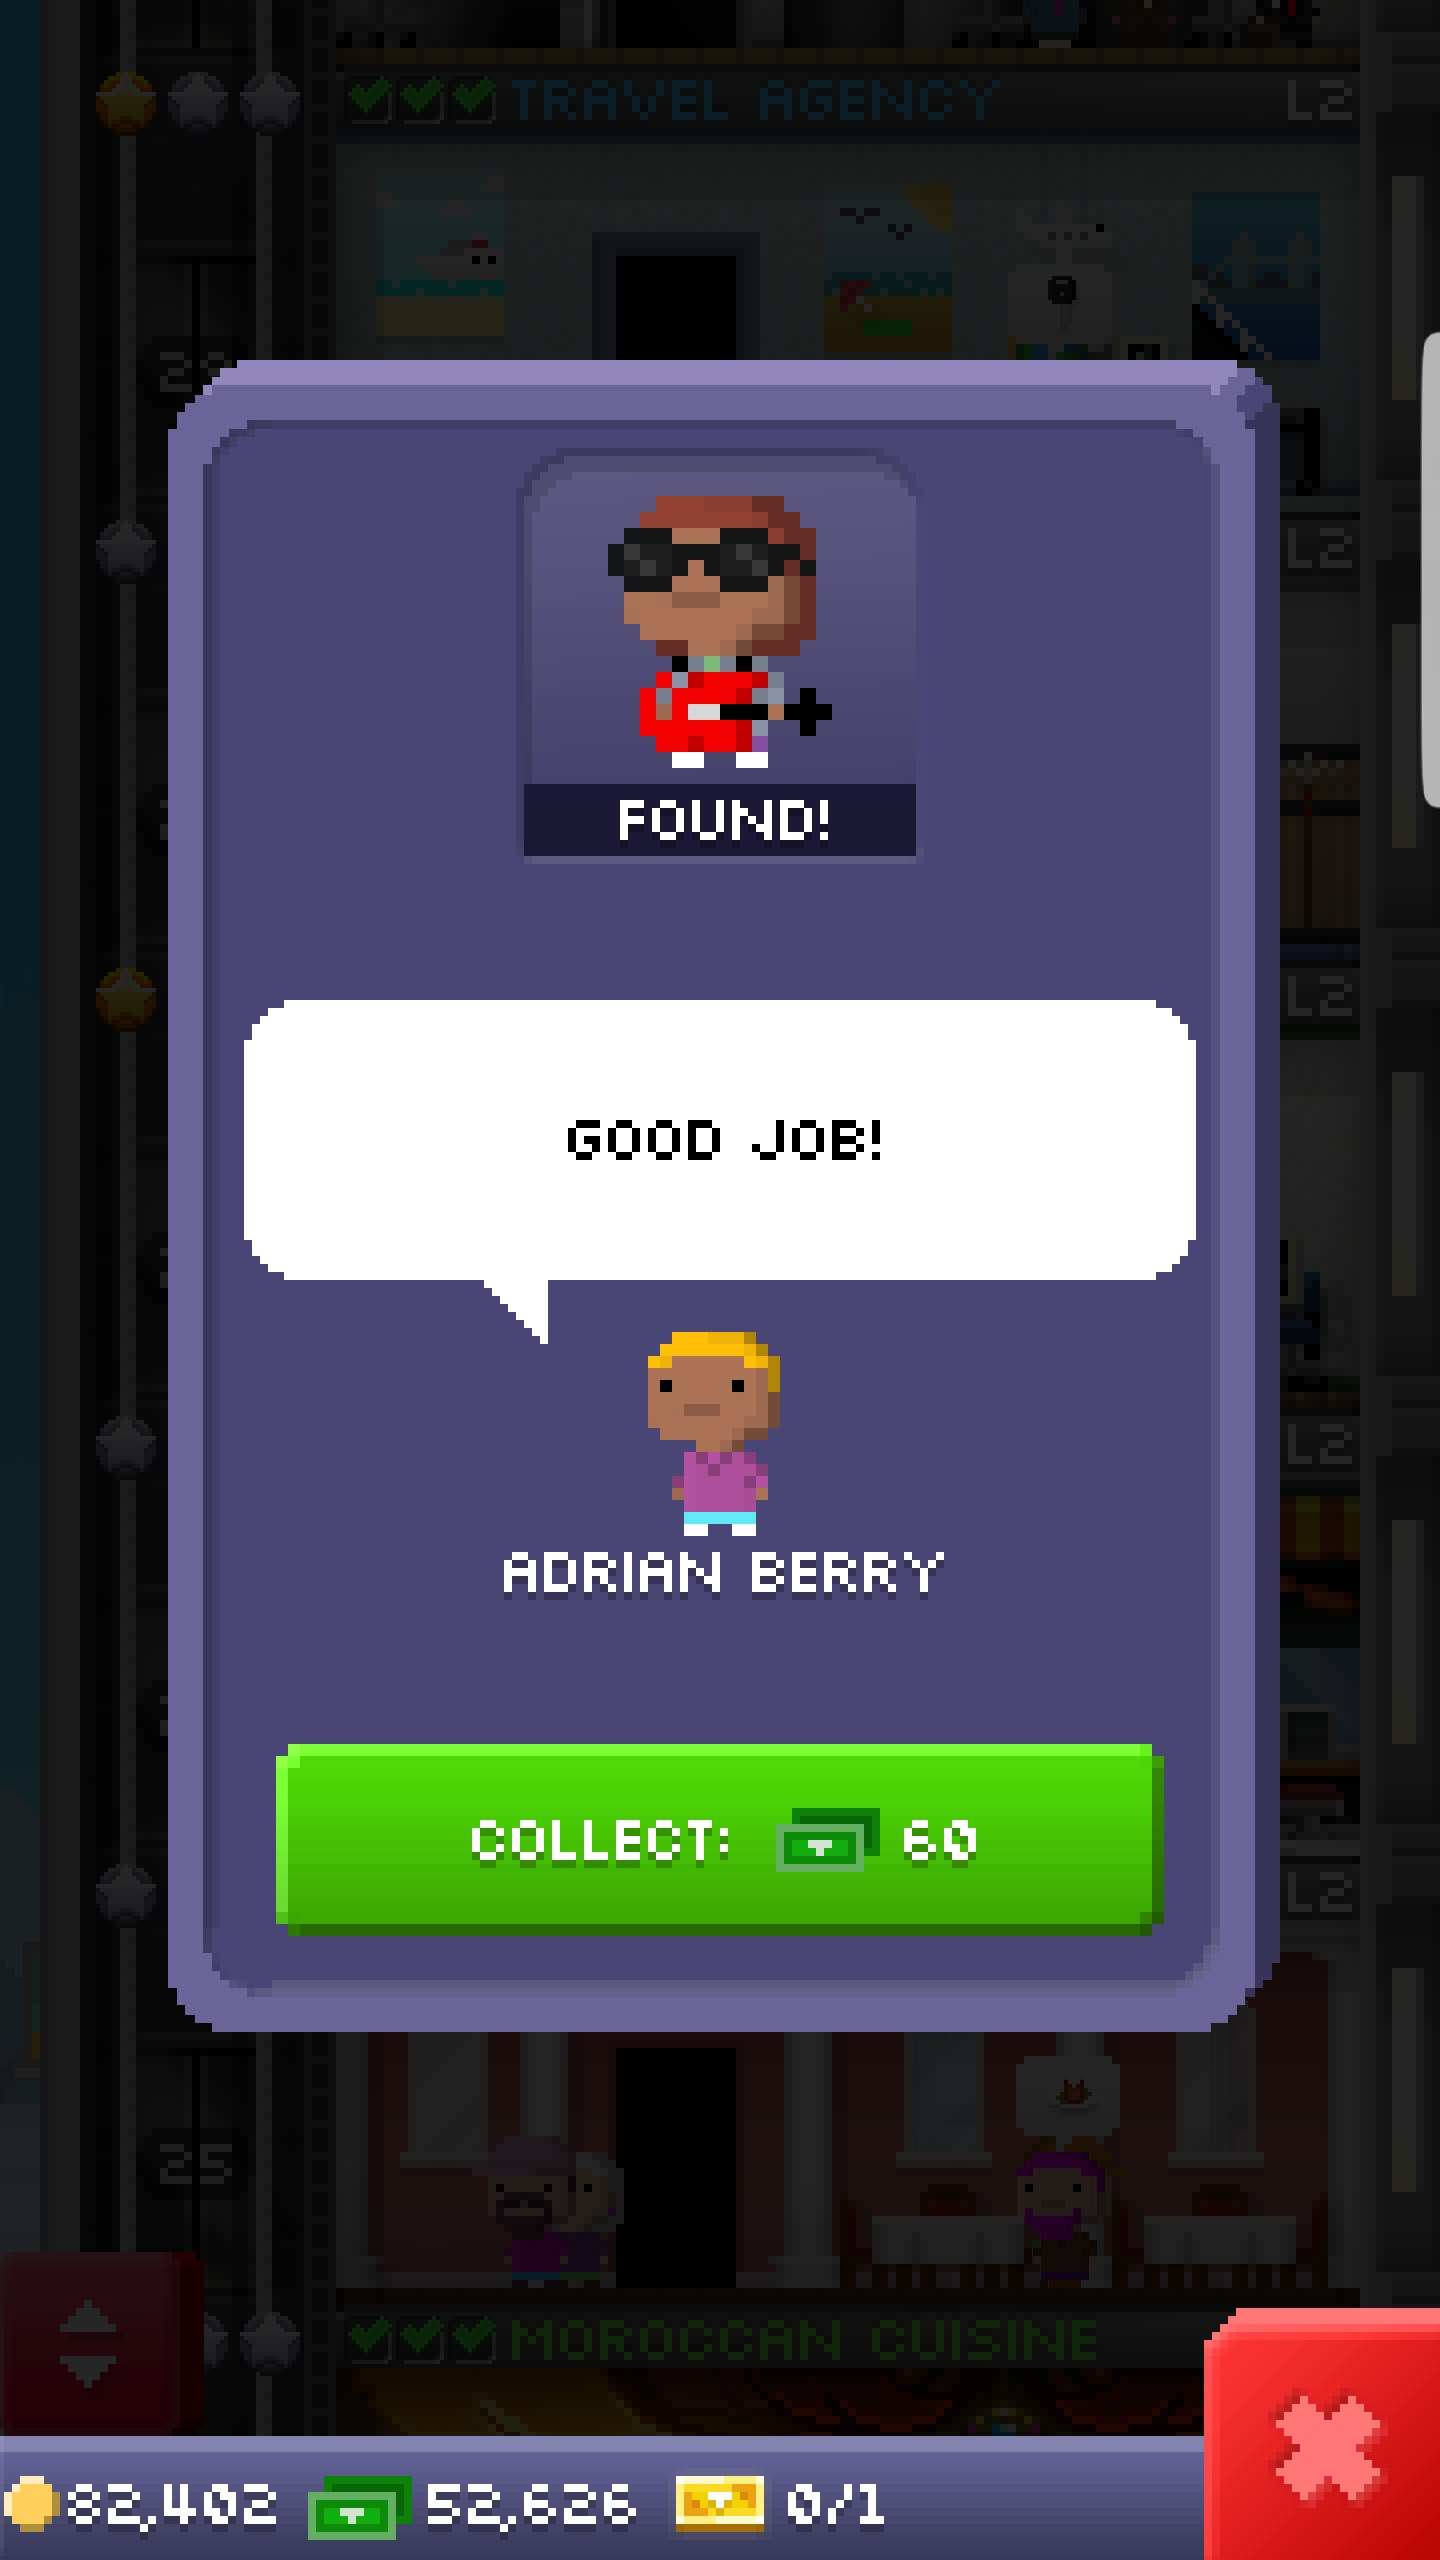 TRAVEL AGENCY L2
L2
FOUND!
L2
GOOD JOB!
L2
ADRIAN BERRY
COLLECT: 60
L2
25
MOROCCAN CUISINE
82,402 52,626 0/1